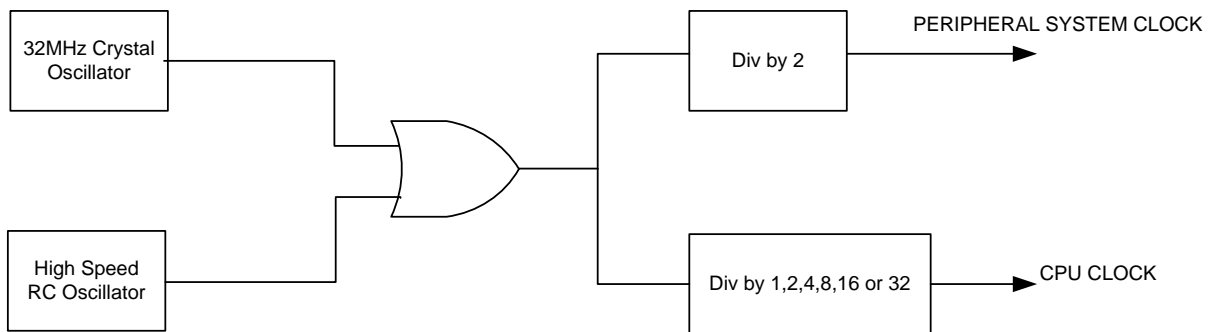 32MHz Crystal
Oscillator
Div by 2
PERIPHERAL SYSTEM CLOCK
High Speed
RC Oscillator
Div by 1,2,4,8,16 or 32
CPU CLOCK